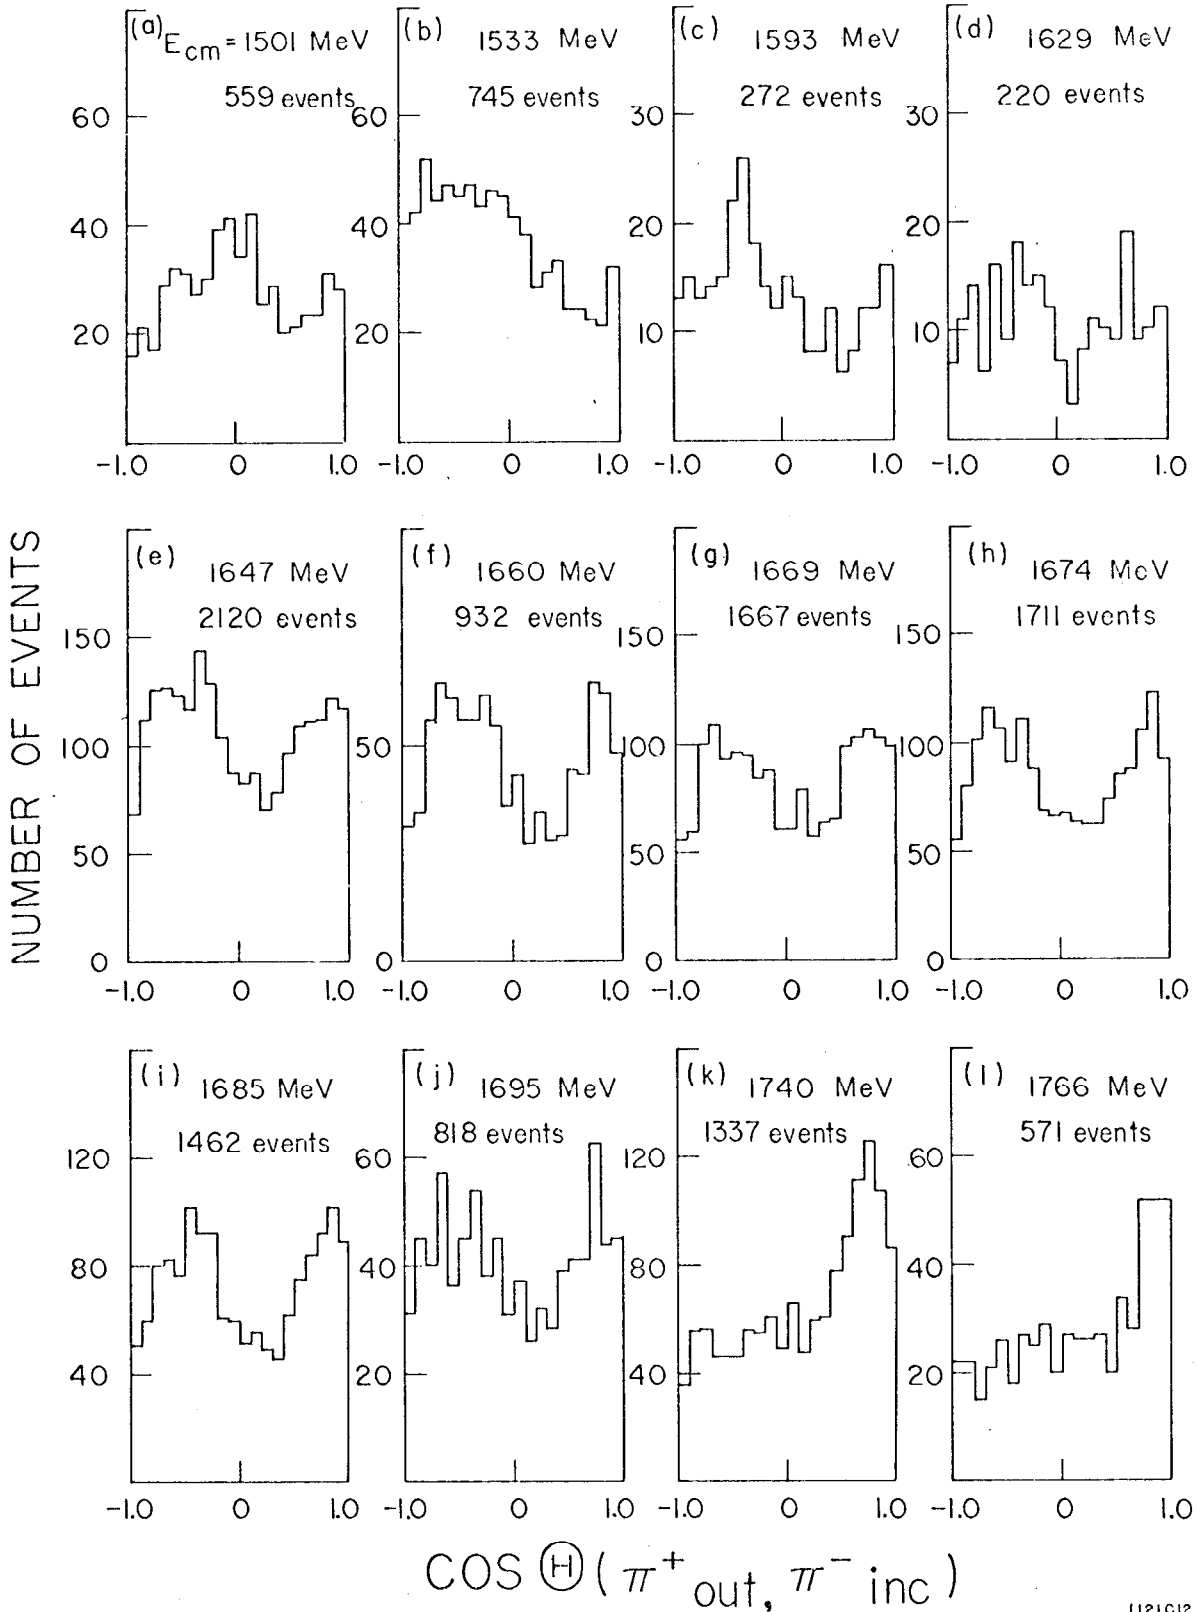 (a) E cm = 1501 MeV
559 events
60
40
20
-1.0 0 1.0
(b) 1533 MeV
745 events
60
40
20
-1.0 0 1.0
(c) 1593 MeV
272 events
30
20
10
-1.0 0 1.0
(d) 1629 MeV
220 events
30
20
10
-1.0 0 1.0
NUMBER OF EVENTS
(e) 1647 MeV
2120 events
150
100
50
0
-1.0 0 1.0
(f) 1660 MeV
932 events
50
0
-1.0 0 1.0
(g) 1669 MeV
1667 events
150
100
50
0
-1.0 0 1.0
(h) 1674 MeV
1711 events
150
100
50
0
-1.0 0 1.0
(i) 1685 MeV
1462 events
120
80
40
-1.0 0 1.0
(j) 1695 MeV
818 events
60
40
20
-1.0 0 1.0
(k) 1740 MeV
1337 events
120
80
40
-1.0 0 1.0
(l) 1766 MeV
571 events
60
40
20
-1.0 0 1.0
COS Θ (π⁺ out, π⁻ inc)